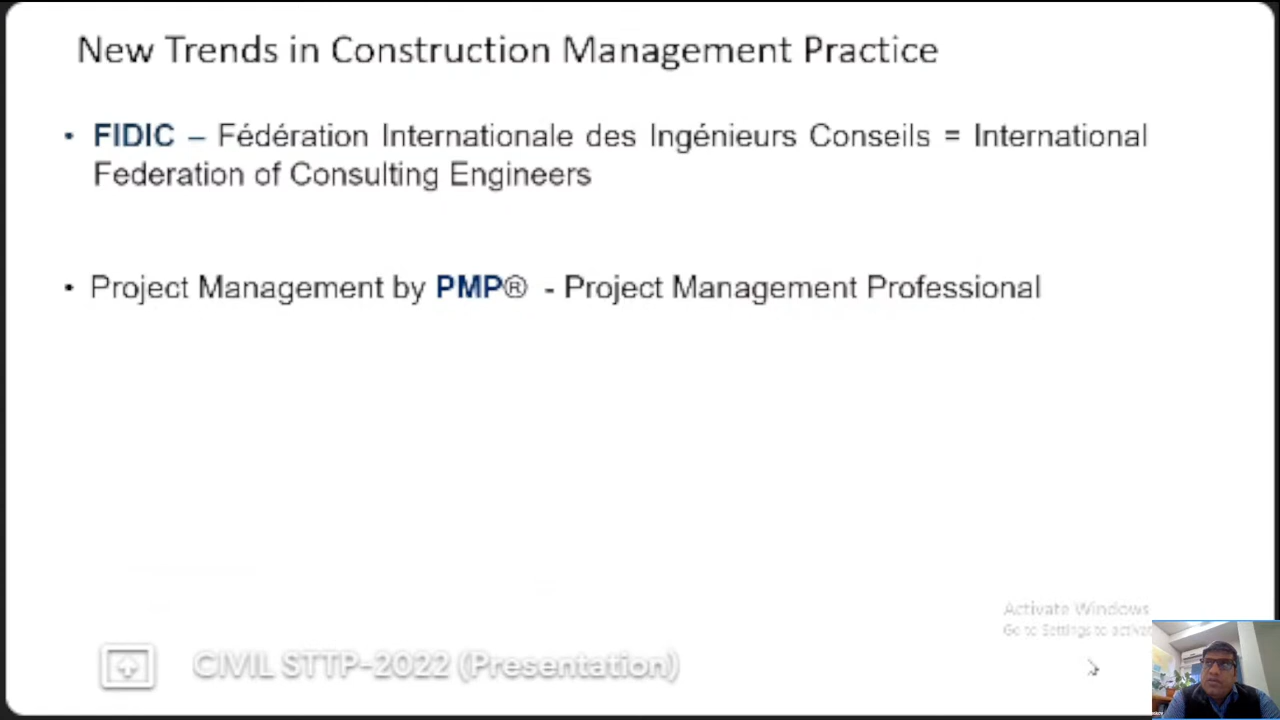 New Trends in Construction Management Practice
• FIDIC – Fédération Internationale des Ingénieurs Conseils = International
Federation of Consulting Engineers
• Project Management by PMP® - Project Management Professional
Activate Windows
Go to Settings to activa
CIVIL STTP-2022 (Presentation)